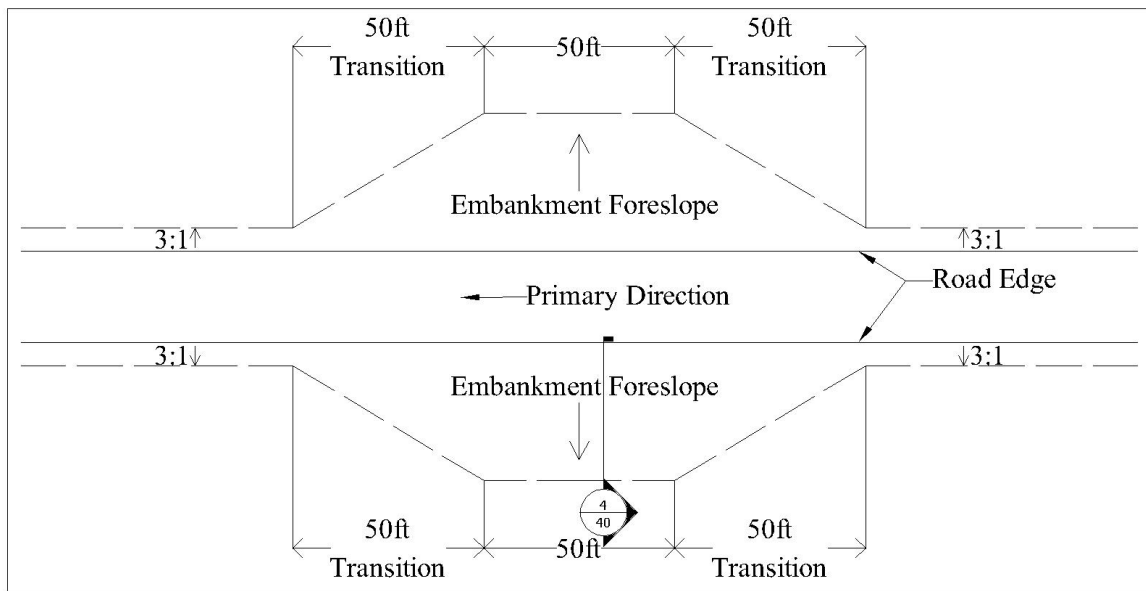 50ft
Transition
50ft
50ft
Transition
Embankment Foreslope
3:1
3:1
Road Edge
Primary Direction
3:1
3:1
Embankment Foreslope
4
40
50ft
Transition
50ft
50ft
Transition